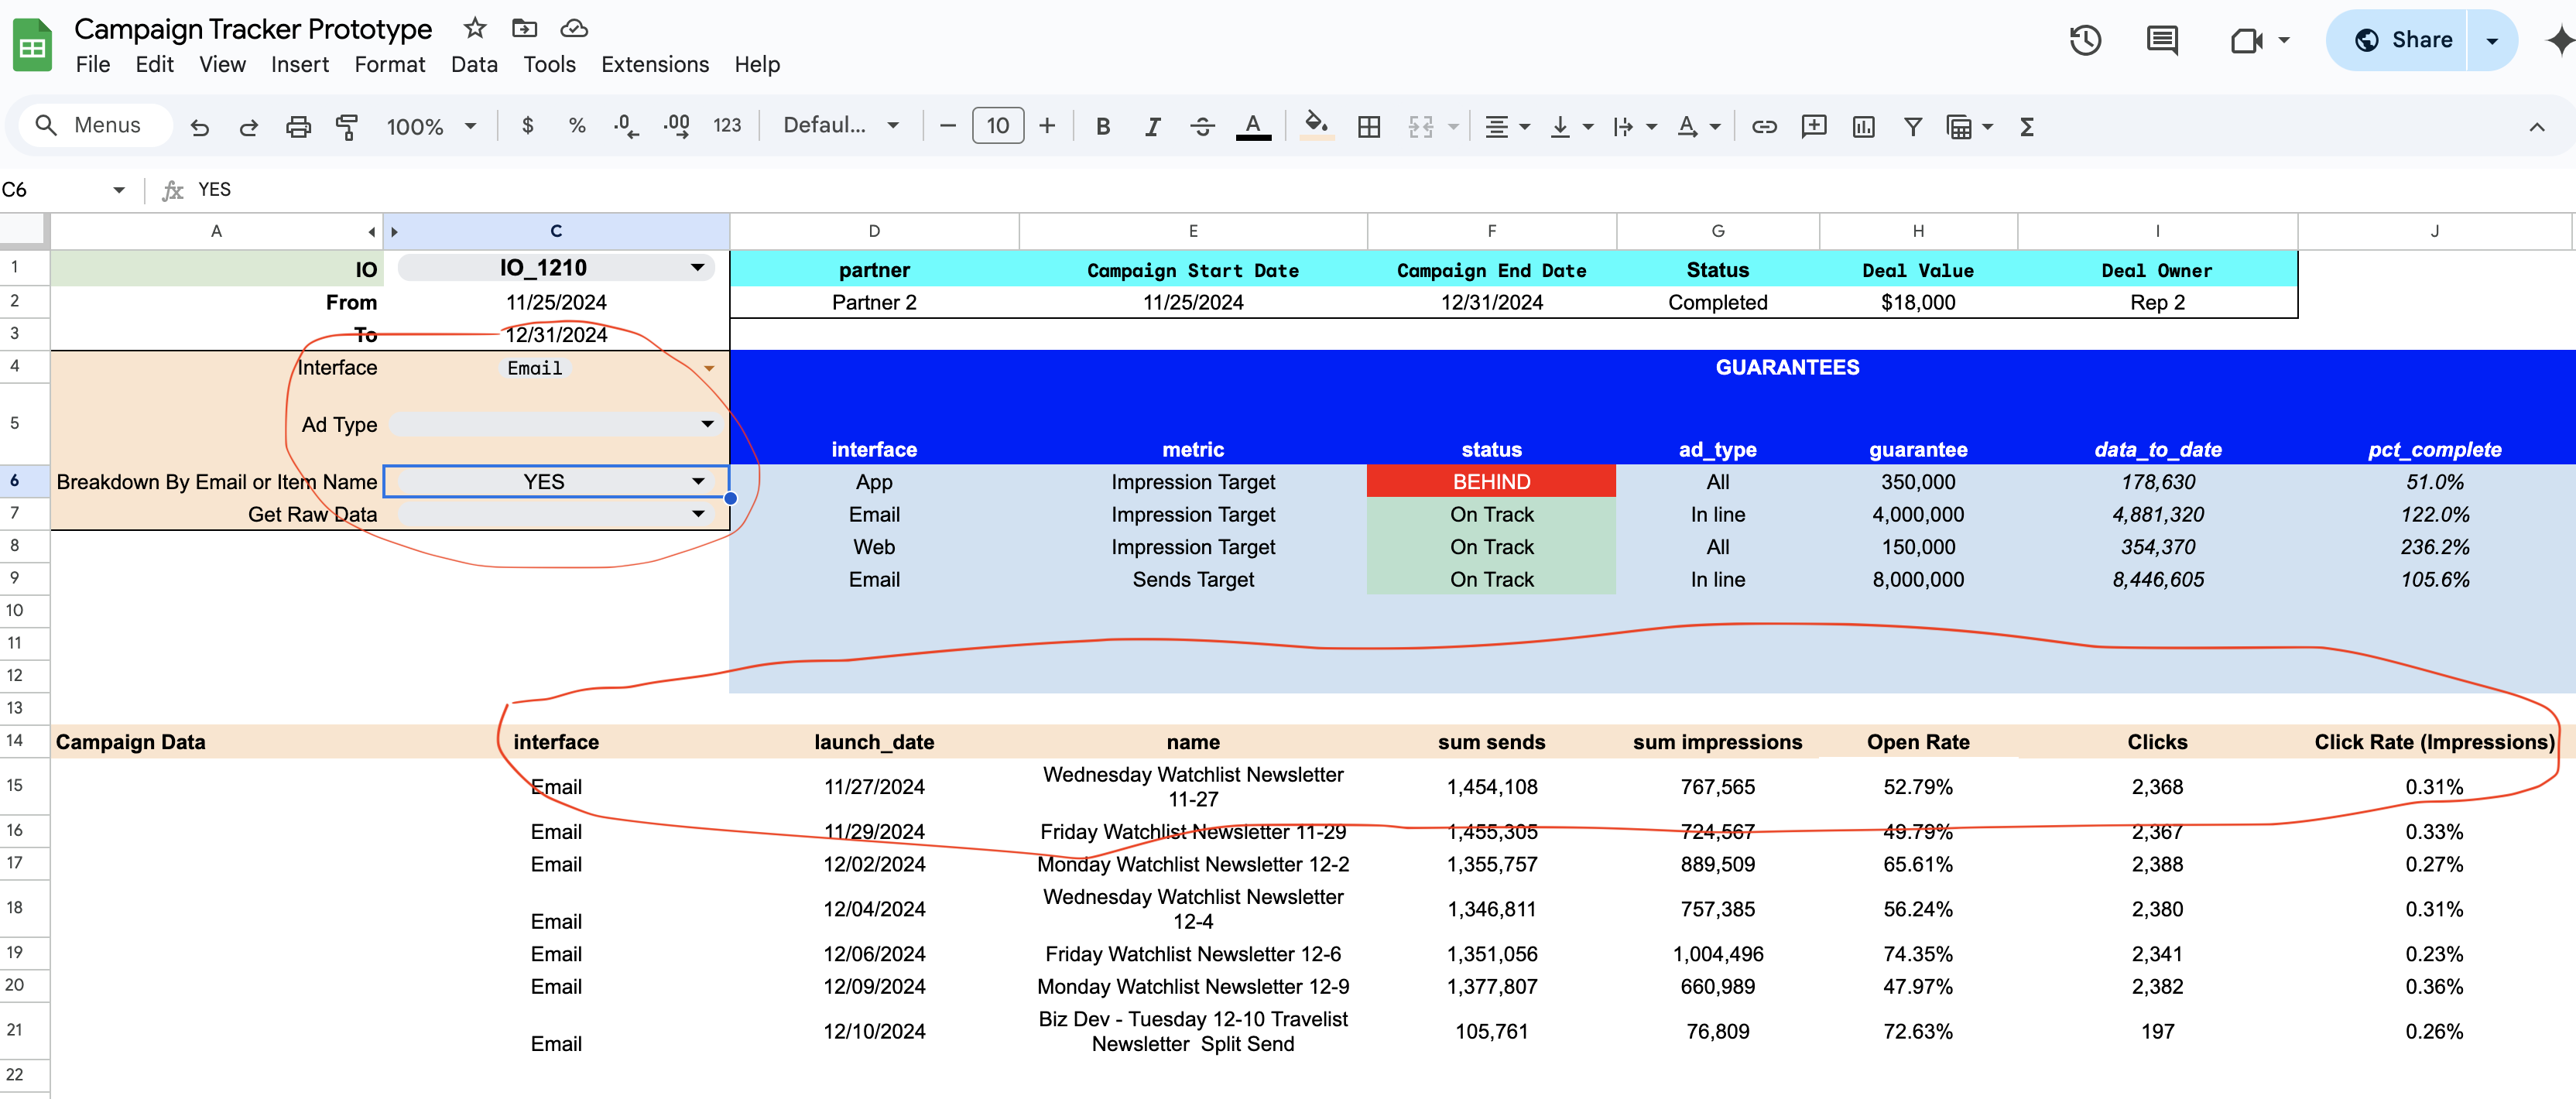 Campaign Tracker Prototype
File Edit View Insert Format Data Tools Extensions Help
Share
Menus 100% $ % .0 .00 123 Defaul... 10 B I A
C6 fx YES
A C D E F G H I J
1 IO IO_1210 partner Campaign Start Date Campaign End Date Status Deal Value Deal Owner
2 From 11/25/2024 Partner 2 11/25/2024 12/31/2024 Completed $18,000 Rep 2
3 To 12/31/2024
4 Interface Email GUARANTEES
5 Ad Type interface metric status ad_type guarantee data_to_date pct_complete
6 Breakdown By Email or Item Name YES App Impression Target BEHIND All 350,000 178,630 51.0%
7 Get Raw Data Email Impression Target On Track In line 4,000,000 4,881,320 122.0%
8 Web Impression Target On Track All 150,000 354,370 236.2%
9 Email Sends Target On Track In line 8,000,000 8,446,605 105.6%
10
11
12
13
14 Campaign Data interface launch_date name sum sends sum impressions Open Rate Clicks Click Rate (Impressions)
15 Email 11/27/2024 Wednesday Watchlist Newsletter 11-27 1,454,108 767,565 52.79% 2,368 0.31%
16 Email 11/29/2024 Friday Watchlist Newsletter 11-29 1,455,305 724,567 49.79% 2,367 0.33%
17 Email 12/02/2024 Monday Watchlist Newsletter 12-2 1,355,757 889,509 65.61% 2,388 0.27%
18 Email 12/04/2024 Wednesday Watchlist Newsletter 12-4 1,346,811 757,385 56.24% 2,380 0.31%
19 Email 12/06/2024 Friday Watchlist Newsletter 12-6 1,351,056 1,004,496 74.35% 2,341 0.23%
20 Email 12/09/2024 Monday Watchlist Newsletter 12-9 1,377,807 660,989 47.97% 2,382 0.36%
21 Email 12/10/2024 Biz Dev - Tuesday 12-10 Travelist Newsletter Split Send 105,761 76,809 72.63% 197 0.26%
22